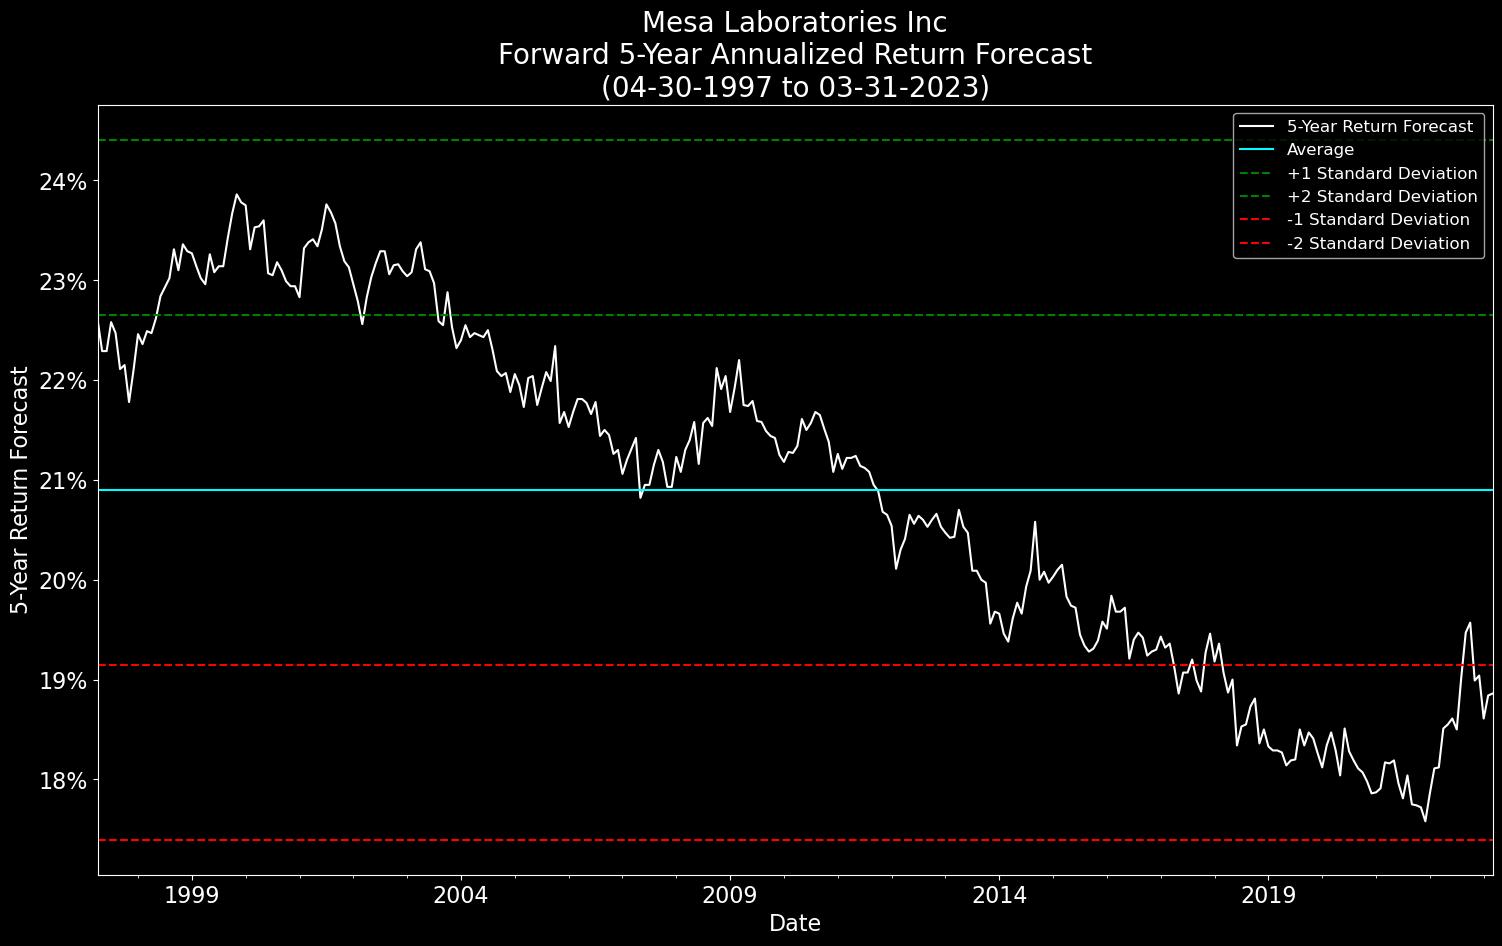 Mesa Laboratories Inc
Forward 5-Year Annualized Return Forecast
(04-30-1997 to 03-31-2023)
5-Year Return Forecast
Average
+1 Standard Deviation
+2 Standard Deviation
-1 Standard Deviation
-2 Standard Deviation
24%
23%
22%
21%
20%
19%
18%
5-Year Return Forecast
1999
2004
2009
2014
2019
Date